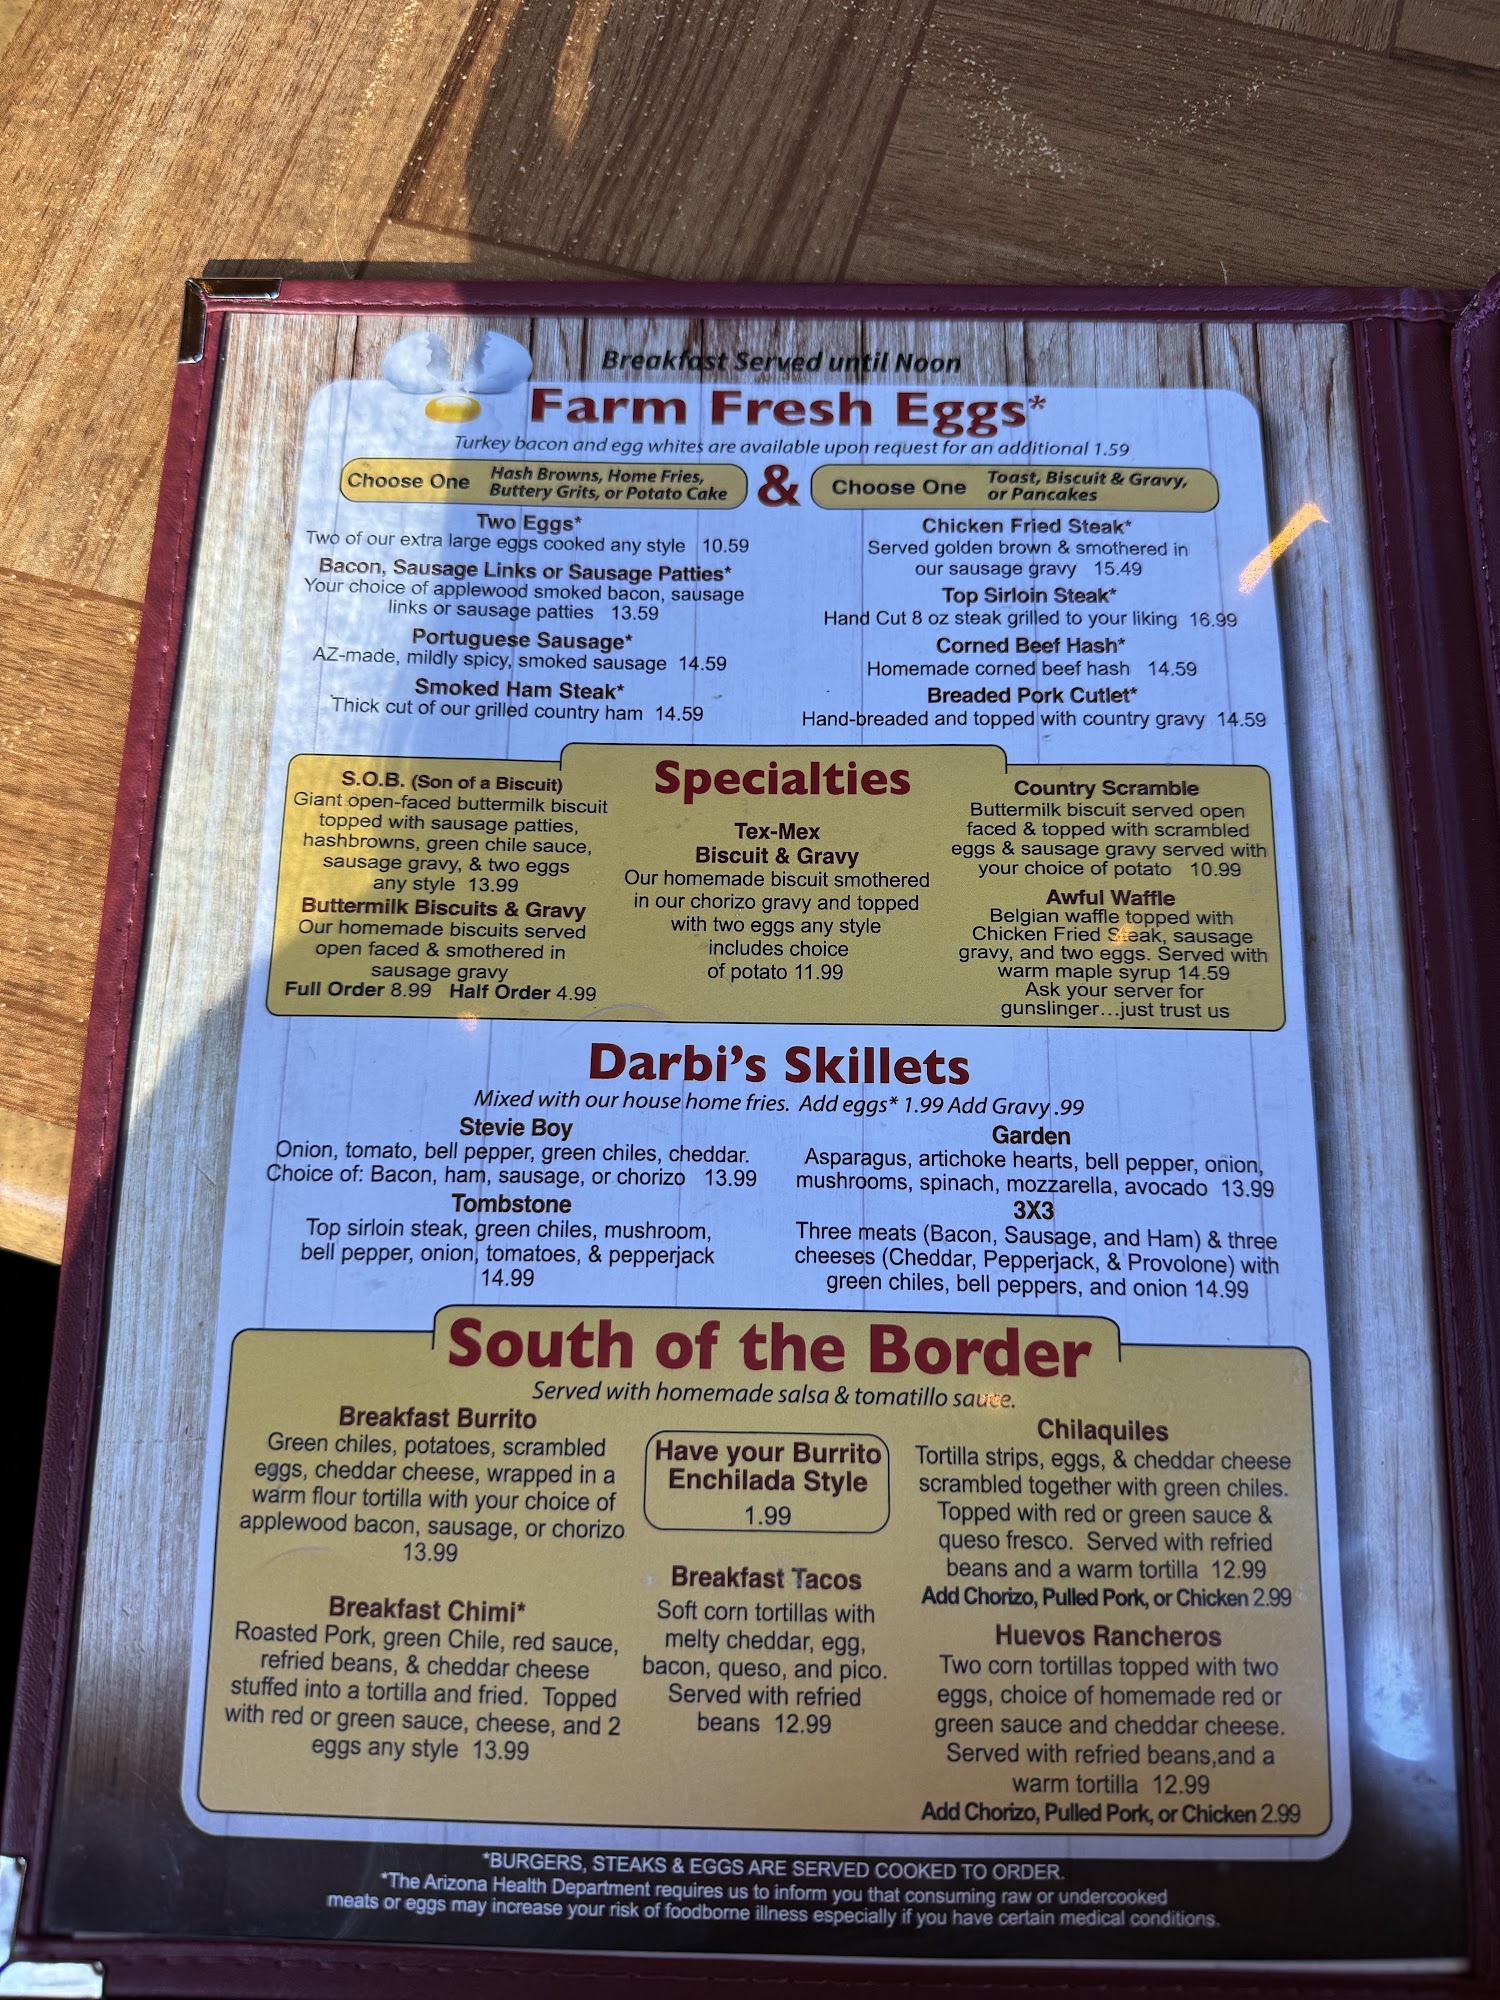 Breakfast Served until Noon
Farm Fresh Eggs*
Turkey bacon and egg whites are available upon request for an additional 1.59
Choose One Hash Browns, Home Fries,
Buttery Grits, or Potato Cake
&
Choose One Toast, Biscuit & Gravy,
or Pancakes
Two Eggs*
Two of our extra large eggs cooked any style 10.59
Bacon, Sausage Links or Sausage Patties*
Your choice of applewood smoked bacon, sausage
links or sausage patties 13.59
Portuguese Sausage*
AZ-made, mildly spicy, smoked sausage 14.59
Smoked Ham Steak*
Thick cut of our grilled country ham 14.59
Chicken Fried Steak*
Served golden brown & smothered in
our sausage gravy 15.49
Top Sirloin Steak*
Hand Cut 8 oz steak grilled to your liking 16.99
Corned Beef Hash*
Homemade corned beef hash 14.59
Breaded Pork Cutlet*
Hand-breaded and topped with country gravy 14.59
Specialties
S.O.B. (Son of a Biscuit)
Giant open-faced buttermilk biscuit
topped with sausage patties,
hashbrowns, green chile sauce,
sausage gravy, & two eggs
any style 13.99
Buttermilk Biscuits & Gravy
Our homemade biscuits served
open faced & smothered in
sausage gravy
Full Order 8.99 Half Order 4.99
Tex-Mex
Biscuit & Gravy
Our homemade biscuit smothered
in our chorizo gravy and topped
with two eggs any style
includes choice
of potato 11.99
Country Scramble
Buttermilk biscuit served open
faced & topped with scrambled
eggs & sausage gravy served with
your choice of potato 10.99
Awful Waffle
Belgian waffle topped with
Chicken Fried Steak, sausage
gravy, and two eggs. Served with
warm maple syrup 14.59
Ask your server for
gunslinger...just trust us
Darbi's Skillets
Mixed with our house home fries. Add eggs* 1.99 Add Gravy .99
Stevie Boy
Onion, tomato, bell pepper, green chiles, cheddar.
Choice of: Bacon, ham, sausage, or chorizo 13.99
Tombstone
Top sirloin steak, green chiles, mushroom,
bell pepper, onion, tomatoes, & pepperjack
14.99
Garden
Asparagus, artichoke hearts, bell pepper, onion,
mushrooms, spinach, mozzarella, avocado 13.99
3X3
Three meats (Bacon, Sausage, and Ham) & three
cheeses (Cheddar, Pepperjack, & Provolone) with
green chiles, bell peppers, and onion 14.99
South of the Border
Served with homemade salsa & tomatillo sauce.
Breakfast Burrito
Green chiles, potatoes, scrambled
eggs, cheddar cheese, wrapped in a
warm flour tortilla with your choice of
applewood bacon, sausage, or chorizo
13.99
Breakfast Chimi*
Roasted Pork, green Chile, red sauce,
refried beans, & cheddar cheese
stuffed into a tortilla and fried. Topped
with red or green sauce, cheese, and 2
eggs any style 13.99
Have your Burrito
Enchilada Style
1.99
Breakfast Tacos
Soft corn tortillas with
melty cheddar, egg,
bacon, queso, and pico.
Served with refried
beans 12.99
Chilaquiles
Tortilla strips, eggs, & cheddar cheese
scrambled together with green chiles.
Topped with red or green sauce &
queso fresco. Served with refried
beans and a warm tortilla 12.99
Add Chorizo, Pulled Pork, or Chicken 2.99
Huevos Rancheros
Two corn tortillas topped with two
eggs, choice of homemade red or
green sauce and cheddar cheese.
Served with refried beans,and a
warm tortilla 12.99
Add Chorizo, Pulled Pork, or Chicken 2.99
*BURGERS, STEAKS & EGGS ARE SERVED COOKED TO ORDER.
*The Arizona Health Department requires us to inform you that consuming raw or undercooked
meats or eggs may increase your risk of foodborne illness especially if you have certain medical conditions.